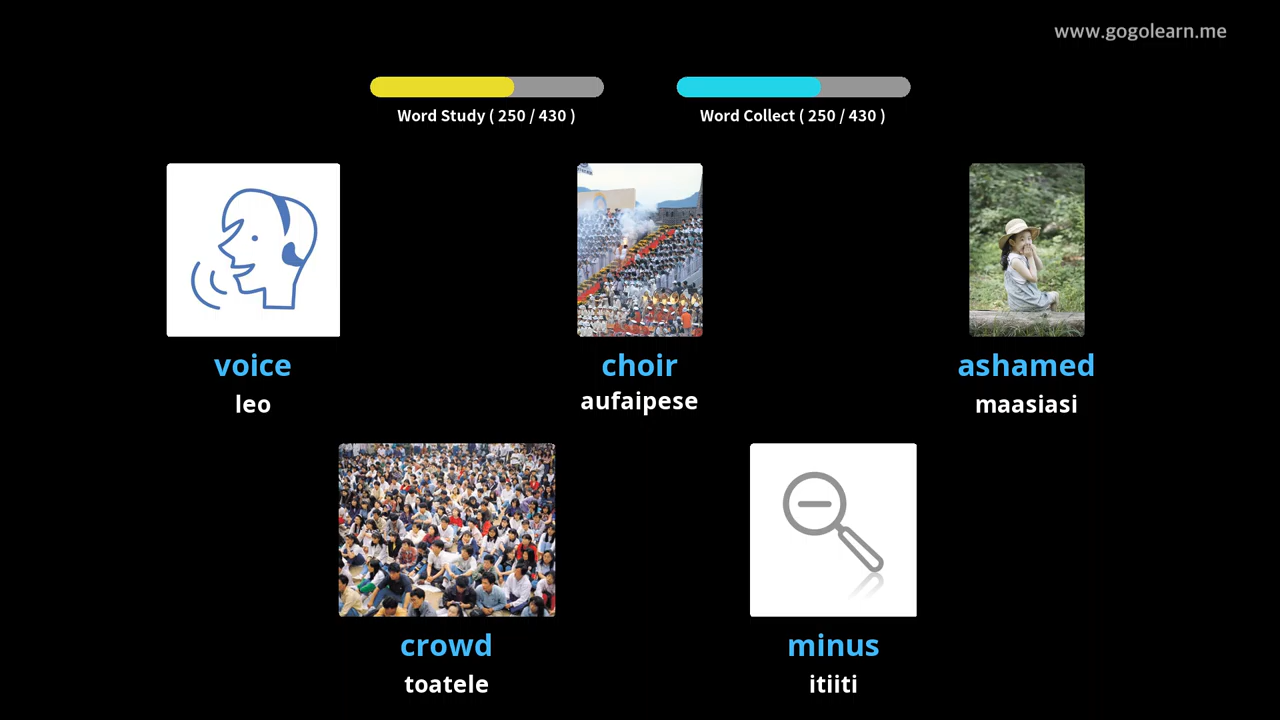 www.gogolearn.me
Word Study ( 250 / 430 )
Word Collect ( 250 / 430 )
voice
leo
choir
aufaipese
ashamed
maasiasi
crowd
toatele
minus
itiiti